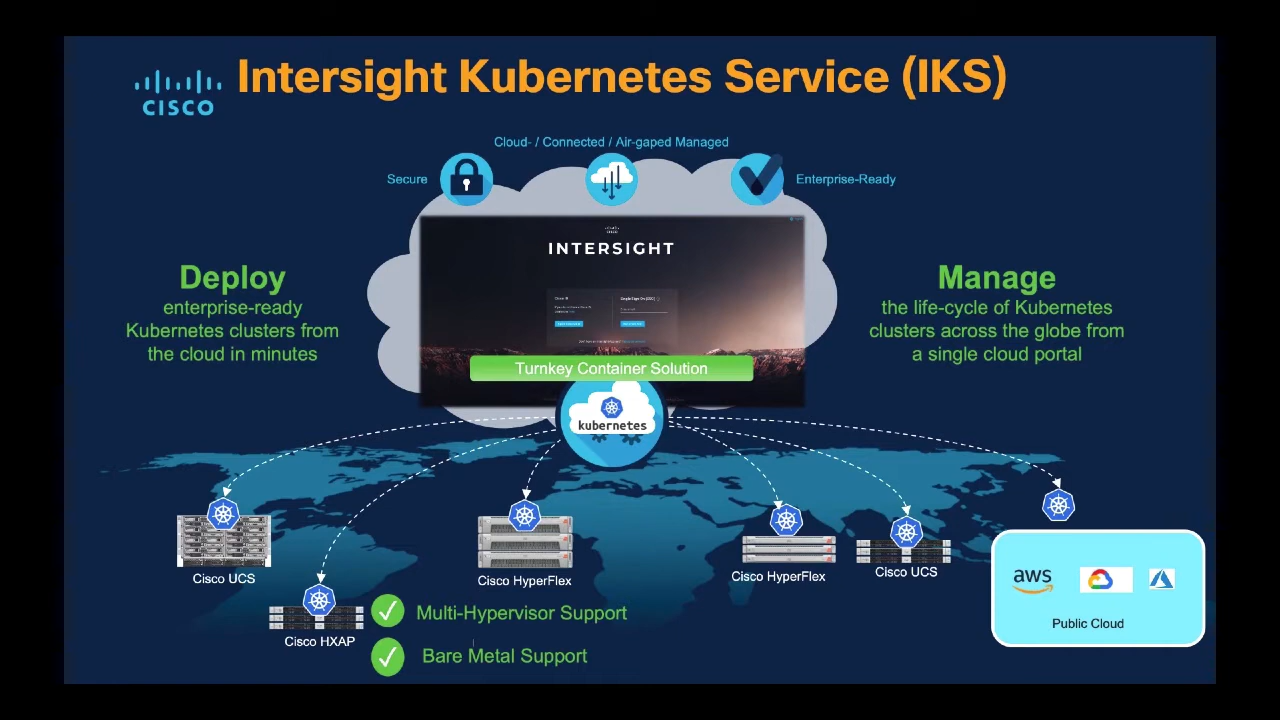 CISCO
Intersight Kubernetes Service (IKS)
Cloud- / Connected / Air-gaped Managed
Secure
Enterprise-Ready
INTERSIGHT
Deploy
enterprise-ready
Kubernetes clusters from
the cloud in minutes
Manage
the life-cycle of Kubernetes
clusters across the globe from
a single cloud portal
Turnkey Container Solution
kubernetes
Cisco UCS
Cisco HyperFlex
Cisco HyperFlex
Cisco UCS
aws
Public Cloud
Cisco HXAP
Multi-Hypervisor Support
Bare Metal Support